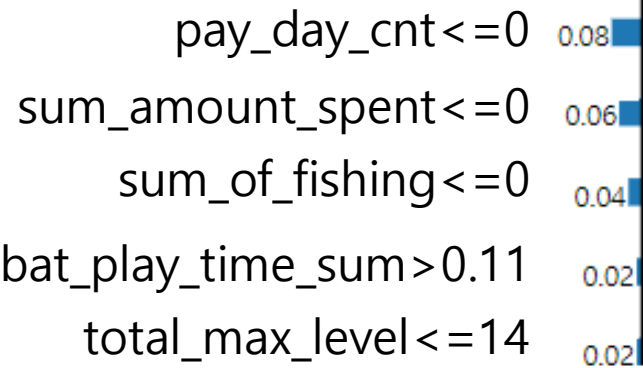 pay_day_cnt<=0 0.08
sum_amount_spent<=0 0.06
sum_of_fishing<=0 0.04
bat_play_time_sum>0.11 0.02
total_max_level<=14 0.02